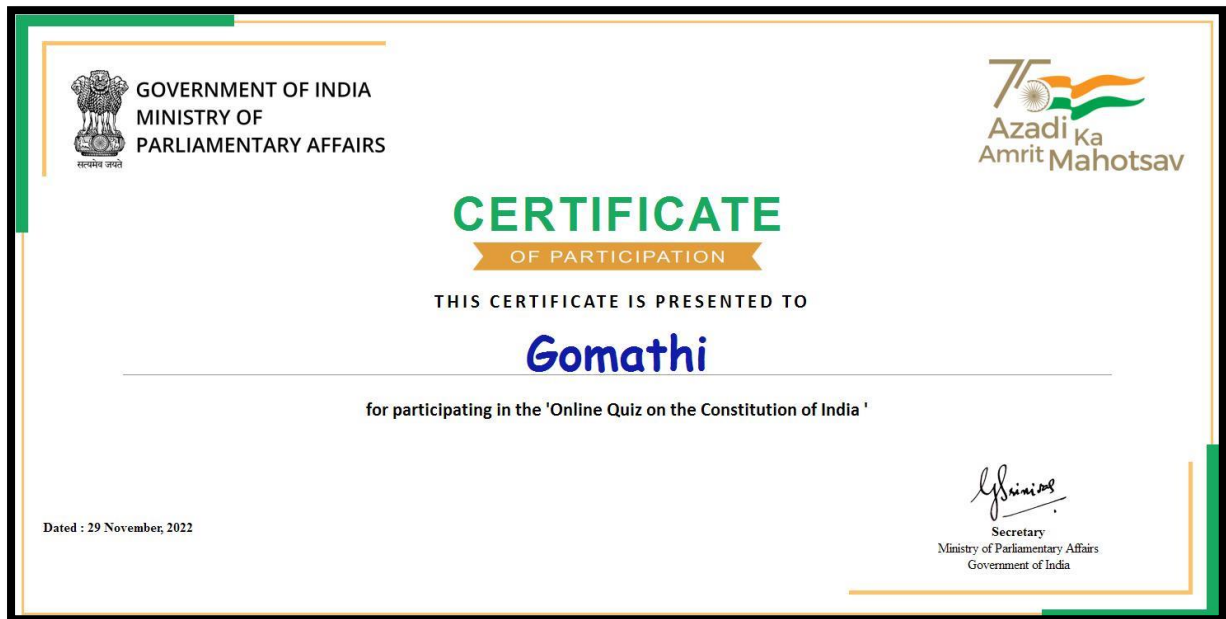 GOVERNMENT OF INDIA
MINISTRY OF
PARLIAMENTARY AFFAIRS
सत्यमेव जयते
75
Azadi Ka
Amrit Mahotsav
CERTIFICATE
OF PARTICIPATION
THIS CERTIFICATE IS PRESENTED TO
Gomathi
for participating in the 'Online Quiz on the Constitution of India '
Dated : 29 November, 2022
Secretary
Ministry of Parliamentary Affairs
Government of India